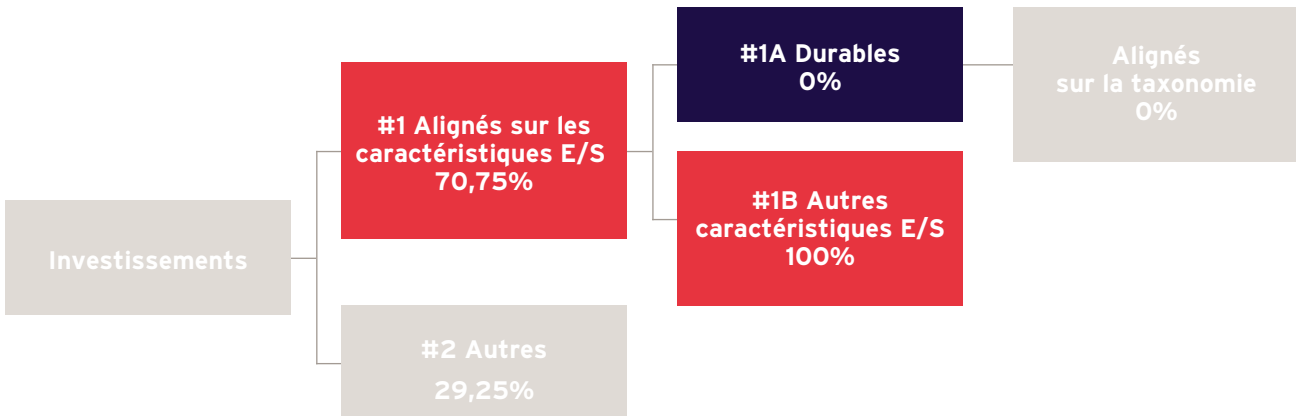 Investissements
#1 Alignés sur les
caractéristiques E/S
70,75%
#2 Autres
29,25%
#1A Durables
0%
#1B Autres
caractéristiques E/S
100%
Alignés
sur la taxonomie
0%